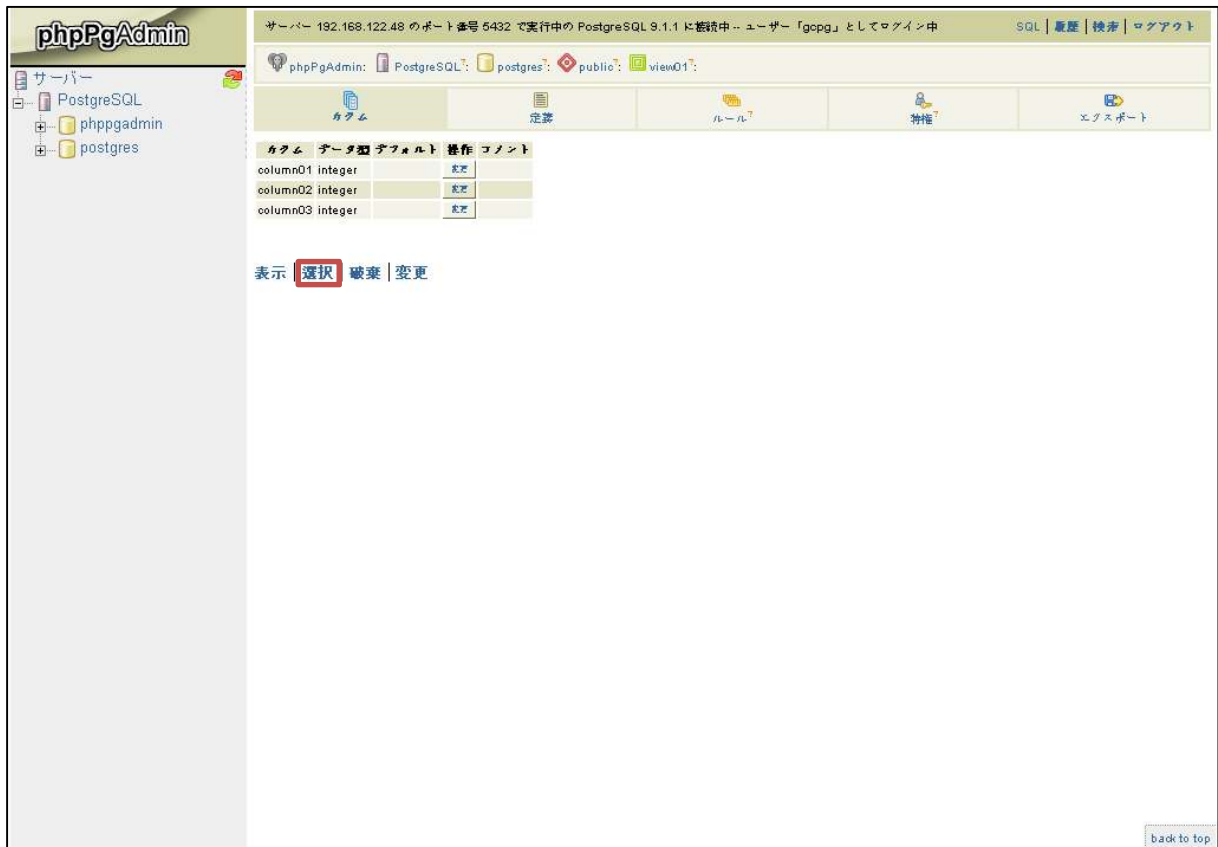 phpPgAdmin
サーバー
PostgreSQL
phppgadmin
postgres
サーバー 192.168.122.48 のポート番号 5432 で実行中の PostgreSQL 9.1.1 に接続中 -- ユーザー「gopg」としてログイン中
SQL | 履歴 | 検索 | ログアウト
phpPgAdmin: PostgreSQL?: postgres?: public?: view01?:
カラム 定義 ルール? 特権? エクスポート
カラム データ型 デフォルト 操作 コメント
column01 integer 変更
column02 integer 変更
column03 integer 変更
表示 | 選択 | 破棄 | 変更
back to top